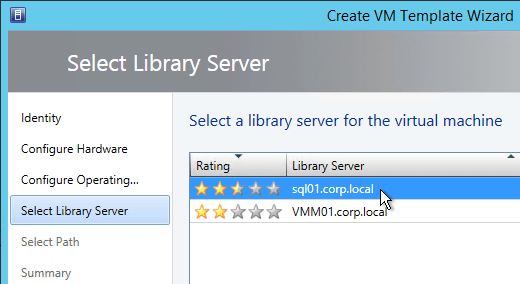 Create VM Template Wizard
Select Library Server
Identity
Configure Hardware
Configure Operating...
Select Library Server
Select Path
Summary
Select a library server for the virtual machine
Rating Library Server
sql01.corp.local
VMM01.corp.local